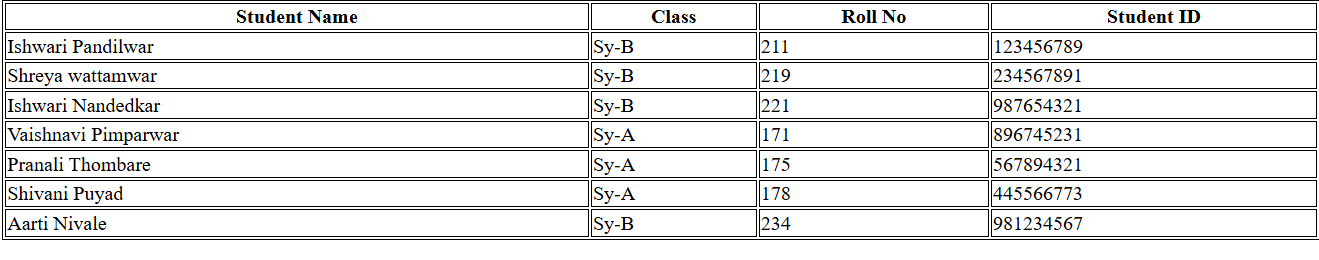 Student Name Class Roll No Student ID
Ishwari Pandilwar Sy-B 211 123456789
Shreya wattamwar Sy-B 219 234567891
Ishwari Nandedkar Sy-B 221 987654321
Vaishnavi Pimparwar Sy-A 171 896745231
Pranali Thombare Sy-A 175 567894321
Shivani Puyad Sy-A 178 445566773
Aarti Nivale Sy-B 234 981234567